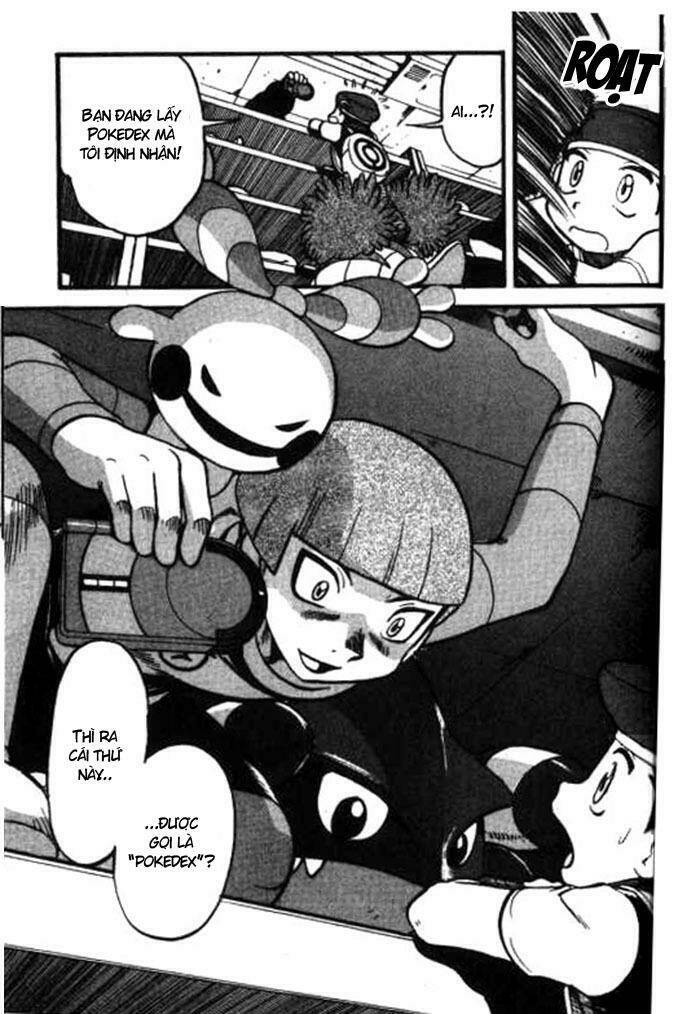 ROẠT
AI...?!
BẠN ĐANG LẤY
POKEDEX MÀ
TÔI ĐỊNH NHẬN!
THÌ RA
CÁI THỨ
NÀY..
...ĐƯỢC
GỌI LÀ
"POKEDEX"?